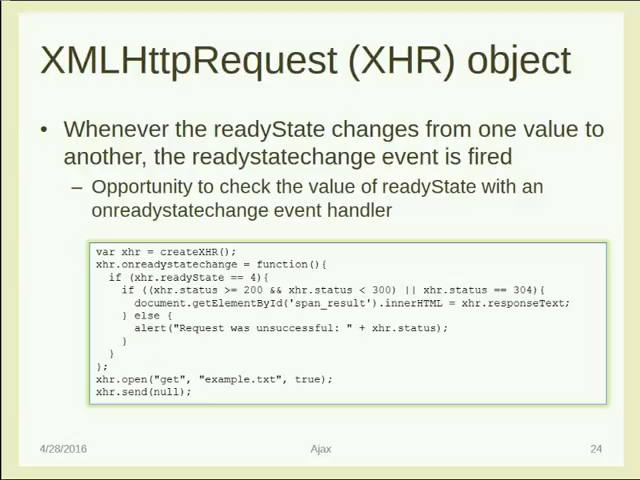 XMLHttpRequest (XHR) object
• Whenever the readyState changes from one value to
another, the readystatechange event is fired
– Opportunity to check the value of readyState with an
onreadystatechange event handler
var xhr = createXHR();
xhr.onreadystatechange = function(){
  if (xhr.readyState == 4){
    if ((xhr.status >= 200 && xhr.status < 300) || xhr.status == 304){
      document.getElementById('span_result').innerHTML = xhr.responseText;
    } else {
      alert("Request was unsuccessful: " + xhr.status);
    }
  }
};
xhr.open("get", "example.txt", true);
xhr.send(null);
4/28/2016 Ajax 24